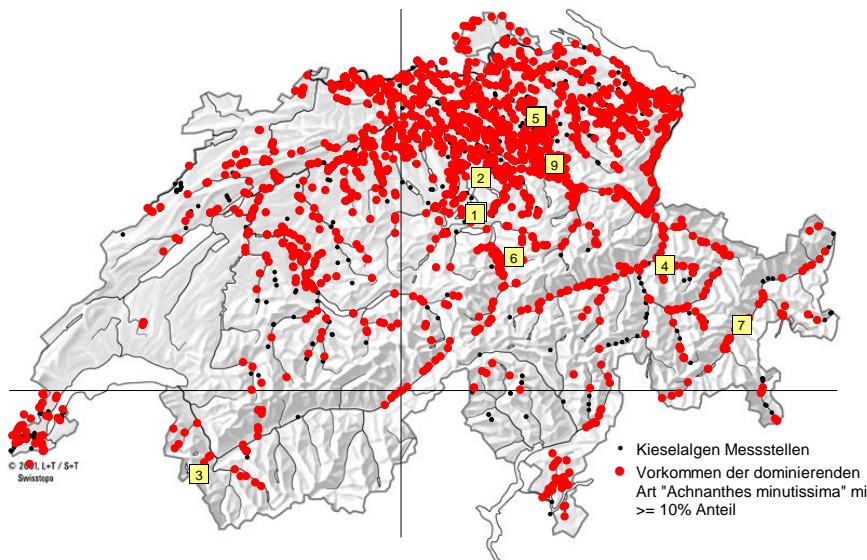 5
9
2
1
6
4
7
3
© 2001, L+T / S+T
Swisstopo
Kieselalgen Messstellen
Vorkommen der dominierenden
Art "Achnanthes minutissima" mi
>= 10% Anteil